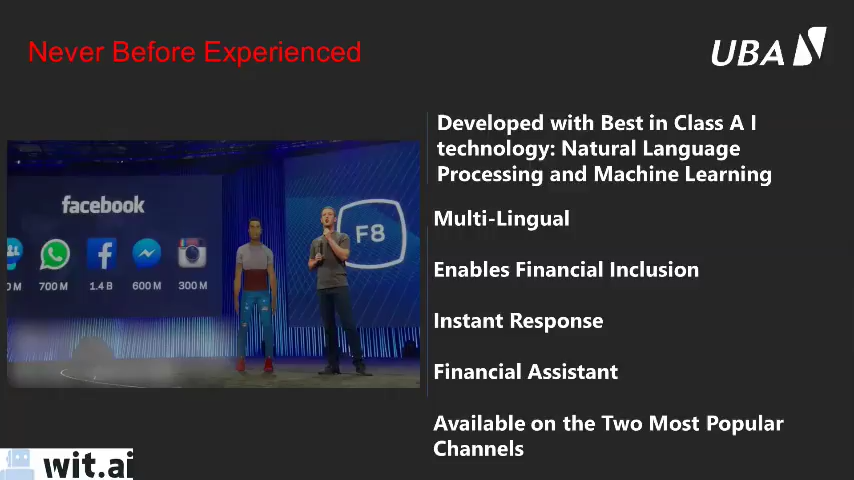 Never Before Experienced
UBA
Developed with Best in Class A I
technology: Natural Language
Processing and Machine Learning
facebook
F8
0 M
700 M
1.4 B
600 M
300 M
Multi-Lingual
Enables Financial Inclusion
Instant Response
Financial Assistant
Available on the Two Most Popular
Channels
wit.ai